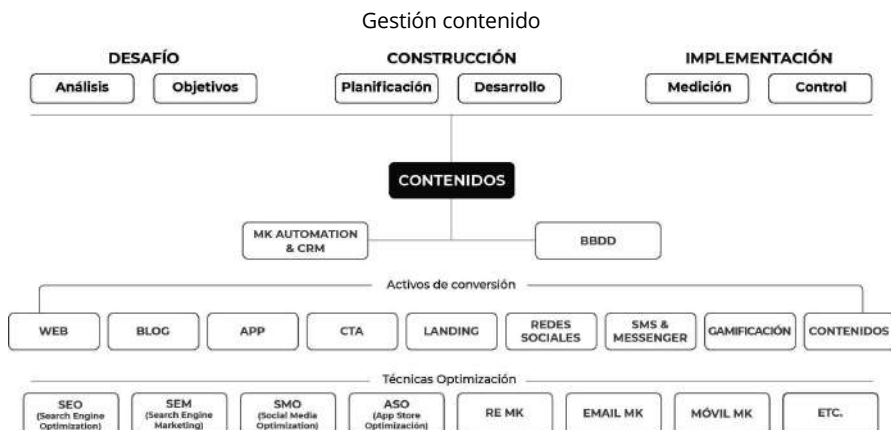 Gestión contenido
DESAFÍO
CONSTRUCCIÓN
IMPLEMENTACIÓN
Análisis
Objetivos
Planificación
Desarrollo
Medición
Control
CONTENIDOS
MK AUTOMATION
& CRM
BBDD
Activos de conversión
WEB
BLOG
APP
CTA
LANDING
REDES
SOCIALES
SMS &
MESSENGER
GAMIFICACIÓN
CONTENIDOS
Técnicas Optimización
SEO
(Search Engine
Optimization)
SEM
(Search Engine
Marketing)
SMO
(Social Media
Optimization)
ASO
(App Store
Optimización)
RE MK
EMAIL MK
MÓVIL MK
ETC.